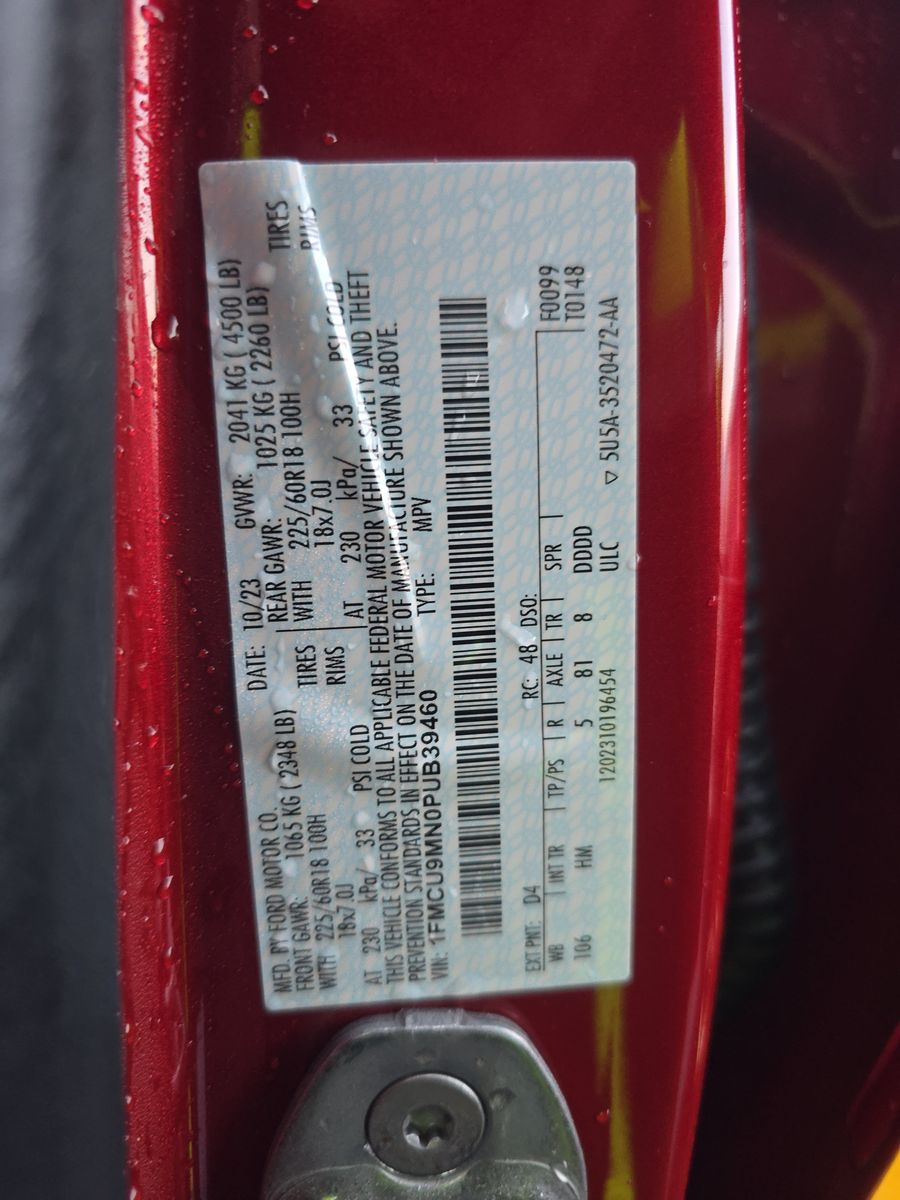 MFD. BY FORD MOTOR CO. DATE: 10/23 GVWR: 2041 KG ( 4500 LB)
FRONT GAWR: 1065 KG ( 2348 LB) REAR GAWR: 1025 KG ( 2260 LB)
WITH 225/60R18 100H TIRES WITH 225/60R18 100H TIRES
18x7.0J RIMS 18x7.0J RIMS
AT 230 kPa/ 33 PSI COLD AT 230 kPa/ 33 PSI COLD
THIS VEHICLE CONFORMS TO ALL APPLICABLE FEDERAL MOTOR VEHICLE SAFETY AND THEFT
PREVENTION STANDARDS IN EFFECT ON THE DATE OF MANUFACTURE SHOWN ABOVE.
VIN: 1FMCU9MN0PUB39460 TYPE: MPV
EXT PNT: D4 RC: 48 DSO: F0099
WB INT TR TP/PS R AXLE TR SPR T0148
106 HM 5 81 8 DDDD
1202310196454 ULC ▽ 5U5A-3520472-AA